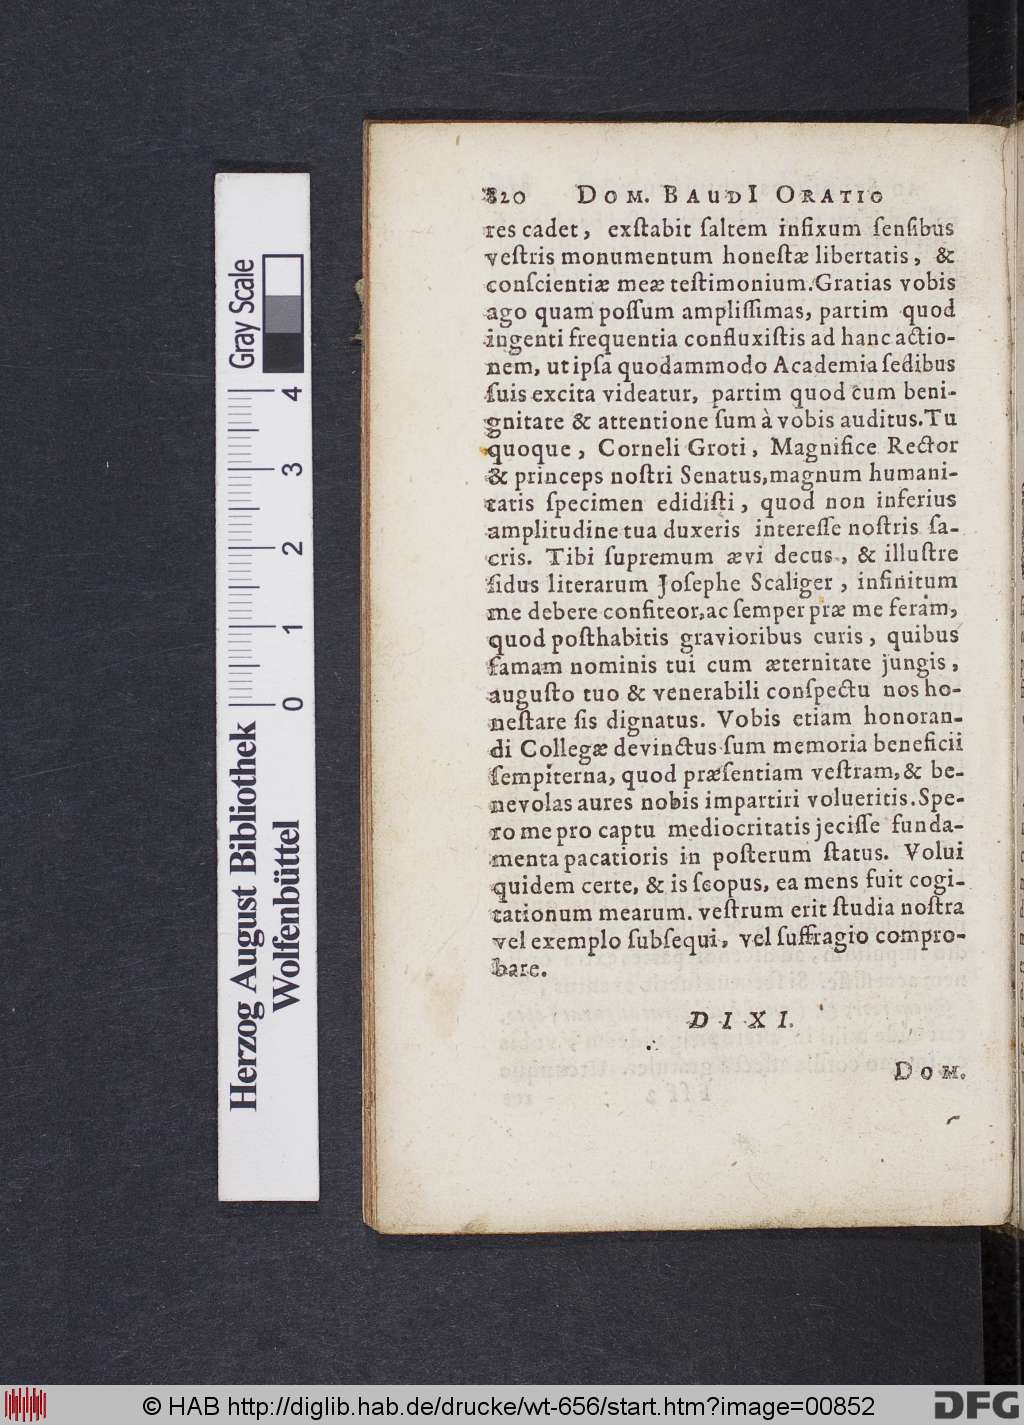 820 DOM. BAUDI ORATIO
res cadet, exſtabit ſaltem infixum ſenſibus
veſtris monumentum honeſtæ libertatis, &
conſcientiæ meæ teſtimonium. Gratias vobis
ago quam poſſum ampliſſimas, partim quod
ingenti frequentia confluxiſtis ad hanc actio-
nem, ut ipſa quodammodo Academia ſedibus
ſuis excita videatur, partim quod cum beni-
gnitate & attentione ſum à vobis auditus. Tu
quoque, Corneli Groti, Magnifice Rector
& princeps noſtri Senatus, magnum humani-
tatis ſpecimen edidiſti, quod non inferius
amplitudine tua duxeris intereſſe noſtris ſa-
cris. Tibi ſupremum ævi decus, & illuſtre
ſidus literarum Joſephe Scaliger, infinitum
me debere confiteor, ac ſemper præ me feram,
quod poſthabitis gravioribus curis, quibus
famam nominis tui cum æternitate jungis,
auguſto tuo & venerabili conſpectu nos ho-
neſtare ſis dignatus. Vobis etiam honoran-
di Collegæ devinctus ſum memoria beneficii
ſempiterna, quod præſentiam veſtram, & be-
nevolas aures nobis impartiri volueritis. Spe-
ro me pro captu mediocritatis jeciſſe funda-
menta pacatioris in poſterum ſtatus. Volui
quidem certe, & is ſcopus, ea mens fuit cogi-
tationum mearum. veſtrum erit ſtudia noſtra
vel exemplo ſubſequi, vel ſuffragio compro-
bare.
DIXI.
DOM.
Gray Scale
4
3
2
1
0
Herzog August Bibliothek
Wolfenbüttel
© HAB http://diglib.hab.de/drucke/wt-656/start.htm?image=00852
DFG